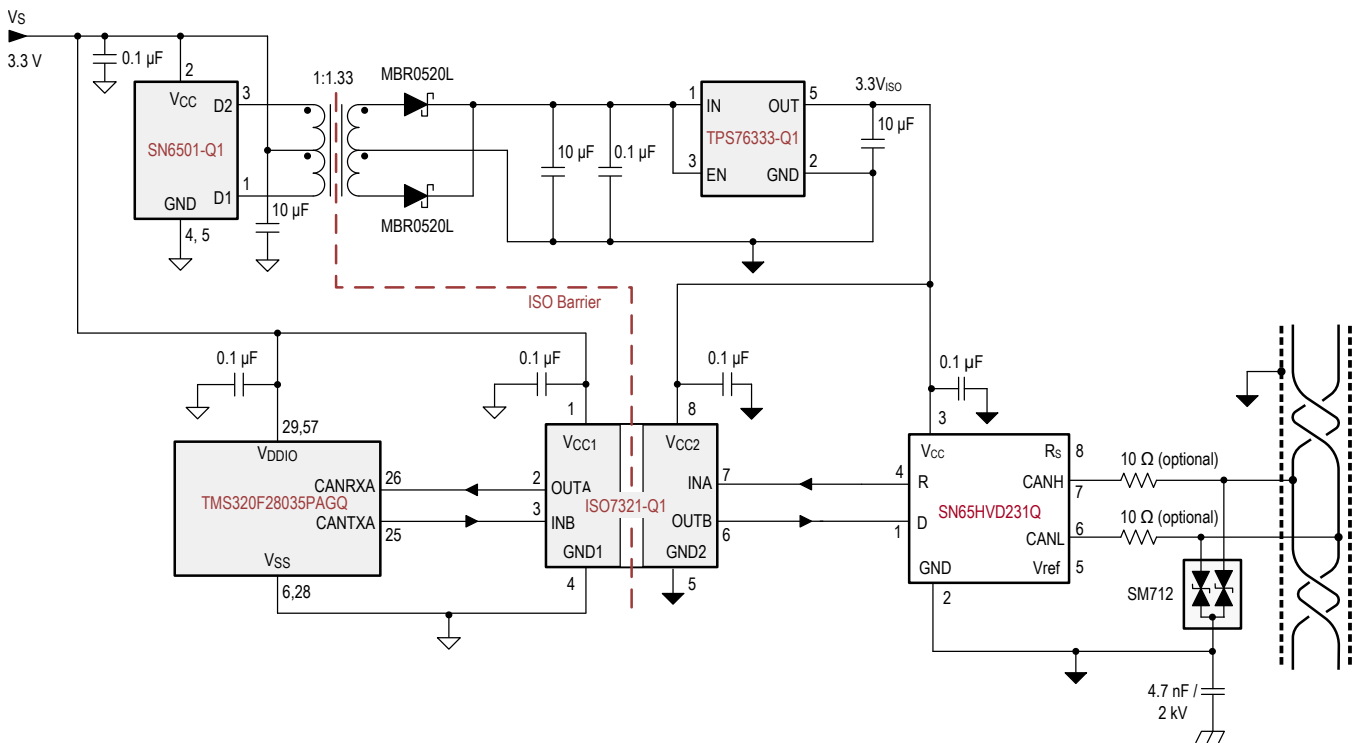 VS
3.3 V
0.1 µF
2
VCC
D2
3
SN6501-Q1
D1
1
GND
4, 5
10 µF
1:1.33
MBR0520L
MBR0520L
10 µF
0.1 µF
1
IN
OUT
5
TPS76333-Q1
3
EN
GND
2
3.3VISO
10 µF
ISO Barrier
0.1 µF
29,57
VDDIO
CANRXA
26
TMS320F28035PAGQ
CANTXA
25
VSS
6,28
0.1 µF
1
VCC1
2
OUTA
3
INB
GND1
4
ISO7321-Q1
0.1 µF
8
VCC2
INA
7
OUTB
6
GND2
5
0.1 µF
3
VCC
RS
8
4
R
CANH
7
SN65HVD231Q
1
D
CANL
6
GND
Vref
5
2
10 Ω (optional)
10 Ω (optional)
SM712
4.7 nF /
2 kV